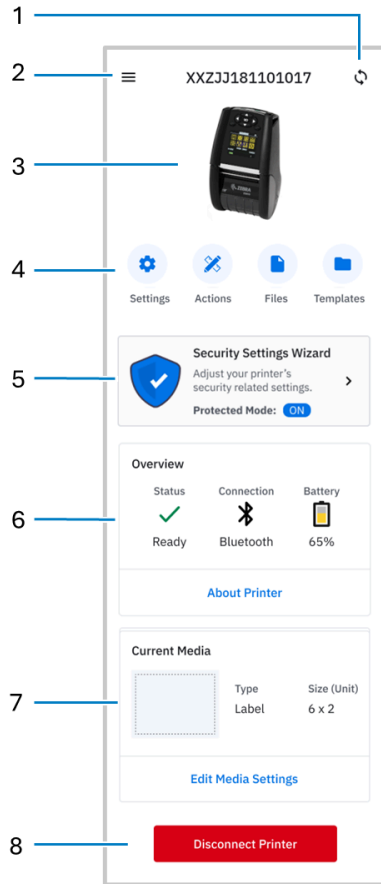 1
2
XXZJJ181101017
3
ZEBRA
4
Settings Actions Files Templates
5
Security Settings Wizard
Adjust your printer's
security related settings.
Protected Mode: ON
Overview
Status Connection Battery
6
Ready Bluetooth 65%
About Printer
Current Media
7
Type Size (Unit)
Label 6 x 2
Edit Media Settings
8
Disconnect Printer